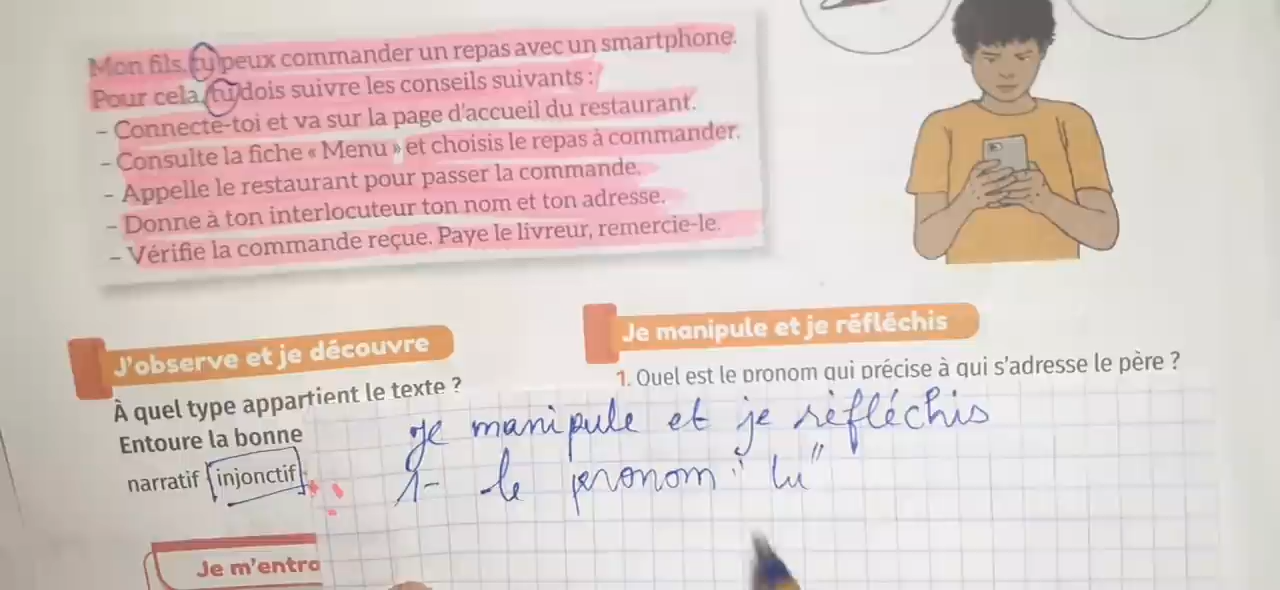 Mon fils, tu peux commander un repas avec un smartphone.
Pour cela, tu dois suivre les conseils suivants :
- Connecte-toi et va sur la page d'accueil du restaurant.
- Consulte la fiche « Menu » et choisis le repas à commander.
- Appelle le restaurant pour passer la commande.
- Donne à ton interlocuteur ton nom et ton adresse.
- Vérifie la commande reçue. Paye le livreur, remercie-le.
J'observe et je découvre
À quel type appartient le texte ?
Entoure la bonne
narratif injonctif
Je m'entra
Je manipule et je réfléchis
1. Quel est le pronom qui précise à qui s'adresse le père ?
Je manipule et je réfléchis
1- le pronom "tu"